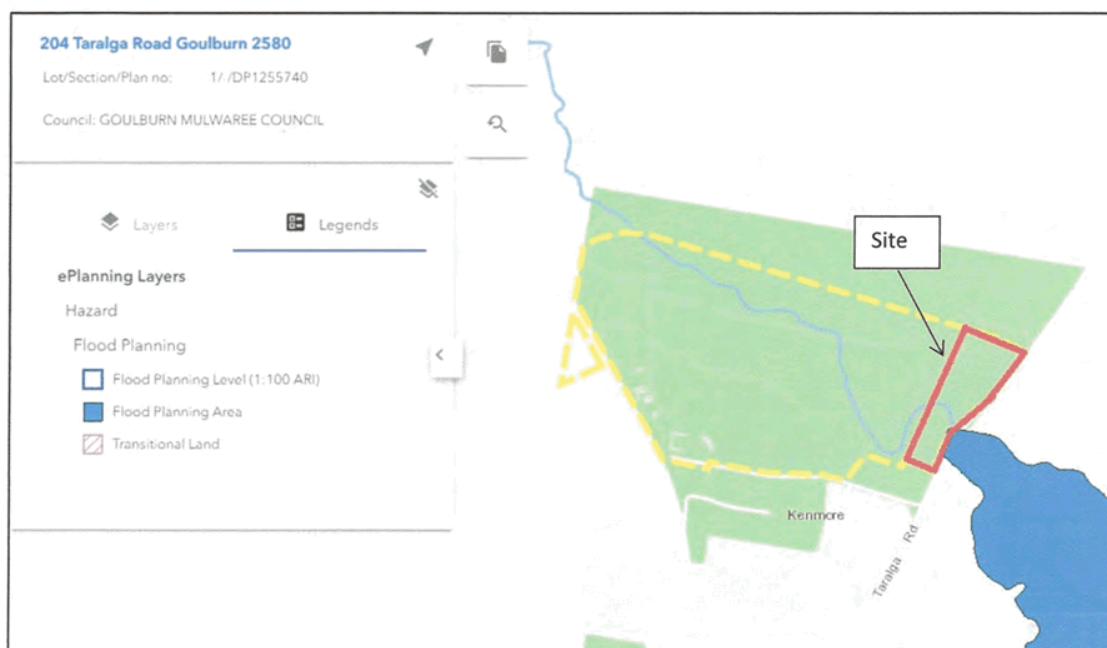 204 Taralga Road Goulburn 2580
Lot/Section/Plan no: 1/-/DP1255740
Council: GOULBURN MULWAREE COUNCIL
Layers
Legends
ePlanning Layers
Hazard
Flood Planning
Flood Planning Level (1:100 ARI)
Flood Planning Area
Transitional Land
Site
Kenmore
Taralga Rd